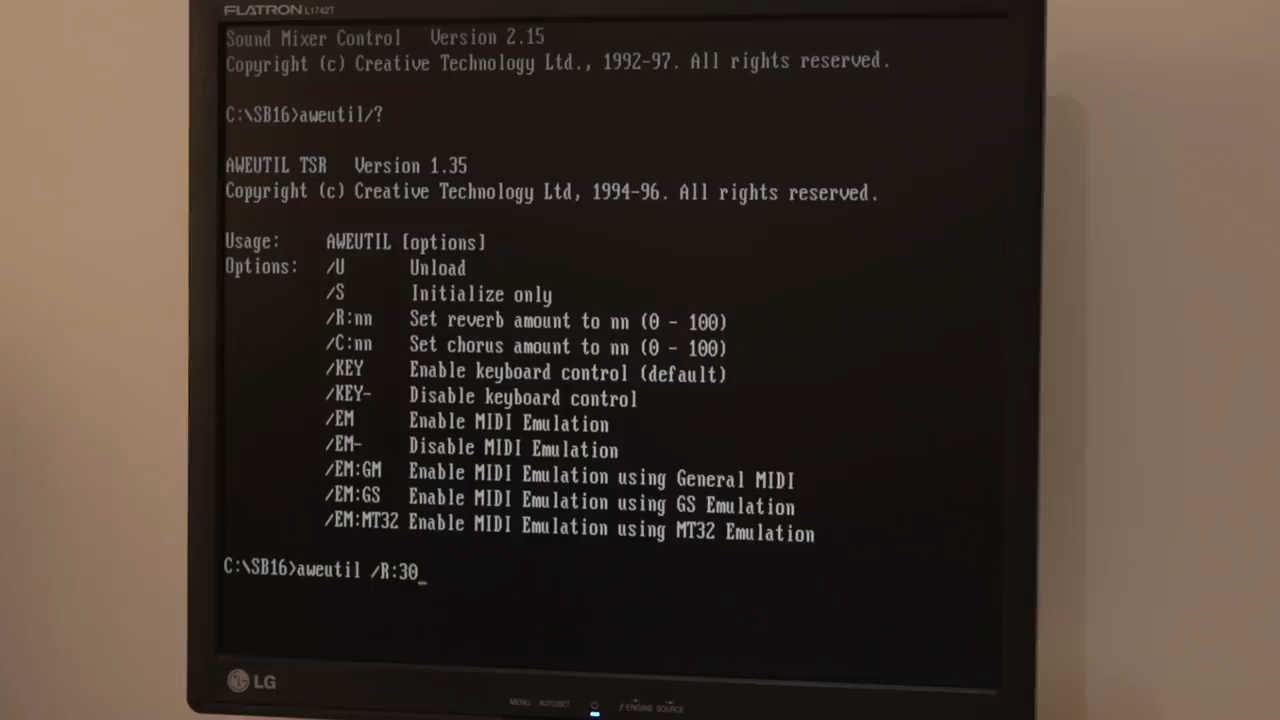 FLATRON L1742T
Sound Mixer Control   Version 2.15
Copyright (c) Creative Technology Ltd., 1992-97. All rights reserved.
C:\SB16>aweutil/?
AWEUTIL TSR   Version 1.35
Copyright (c) Creative Technology Ltd, 1994-96. All rights reserved.
Usage:     AWEUTIL [options]
Options:   /U       Unload
/S       Initialize only
/R:nn    Set reverb amount to nn (0 - 100)
/C:nn    Set chorus amount to nn (0 - 100)
/KEY     Enable keyboard control (default)
/KEY-    Disable keyboard control
/EM      Enable MIDI Emulation
/EM-     Disable MIDI Emulation
/EM:GM   Enable MIDI Emulation using General MIDI
/EM:GS   Enable MIDI Emulation using GS Emulation
/EM:MT32 Enable MIDI Emulation using MT32 Emulation
C:\SB16>aweutil /R:30_
LG
MENU AUTO/SET ƒ-ENGINE SOURCE